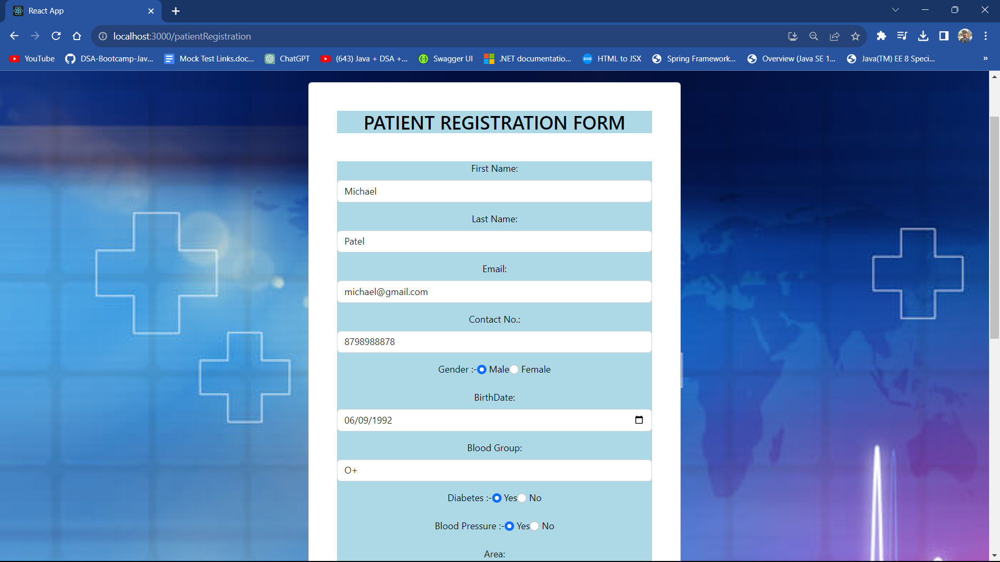 React App
localhost:3000/patientRegistration
YouTube DSA-Bootcamp-Jav... Mock Test Links.doc... ChatGPT (643) Java + DSA +... Swagger UI .NET documentatio... HTML to JSX Spring Framework... Overview (Java SE 1... Java(TM) EE 8 Speci... »
PATIENT REGISTRATION FORM
First Name:
Michael
Last Name:
Patel
Email:
michael@gmail.com
Contact No.:
8798988878
Gender :- Male Female
BirthDate:
06/09/1992
Blood Group:
O+
Diabetes :- Yes No
Blood Pressure :- Yes No
Area: